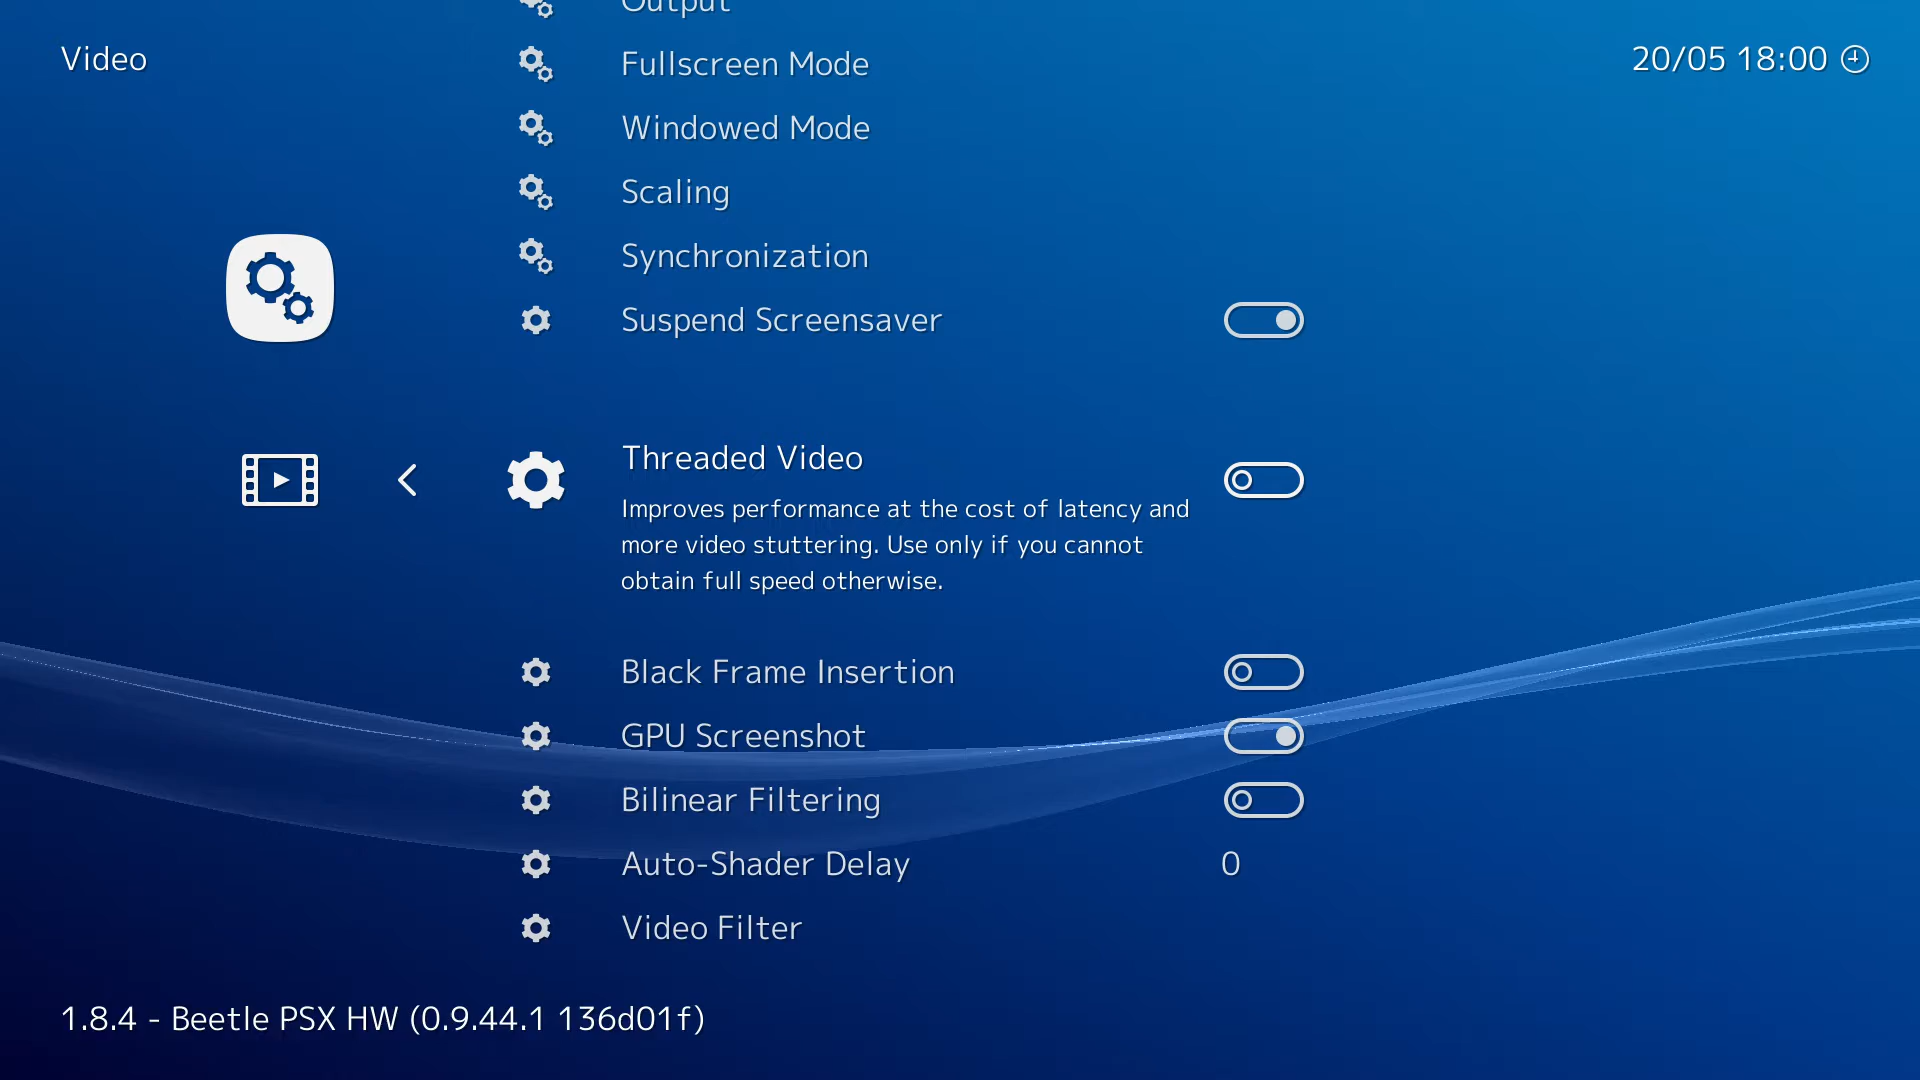 Output
Video
20/05 18:00
Fullscreen Mode
Windowed Mode
Scaling
Synchronization
Suspend Screensaver
Threaded Video
Improves performance at the cost of latency and
more video stuttering. Use only if you cannot
obtain full speed otherwise.
Black Frame Insertion
GPU Screenshot
Bilinear Filtering
Auto-Shader Delay 0
Video Filter
1.8.4 - Beetle PSX HW (0.9.44.1 136d01f)